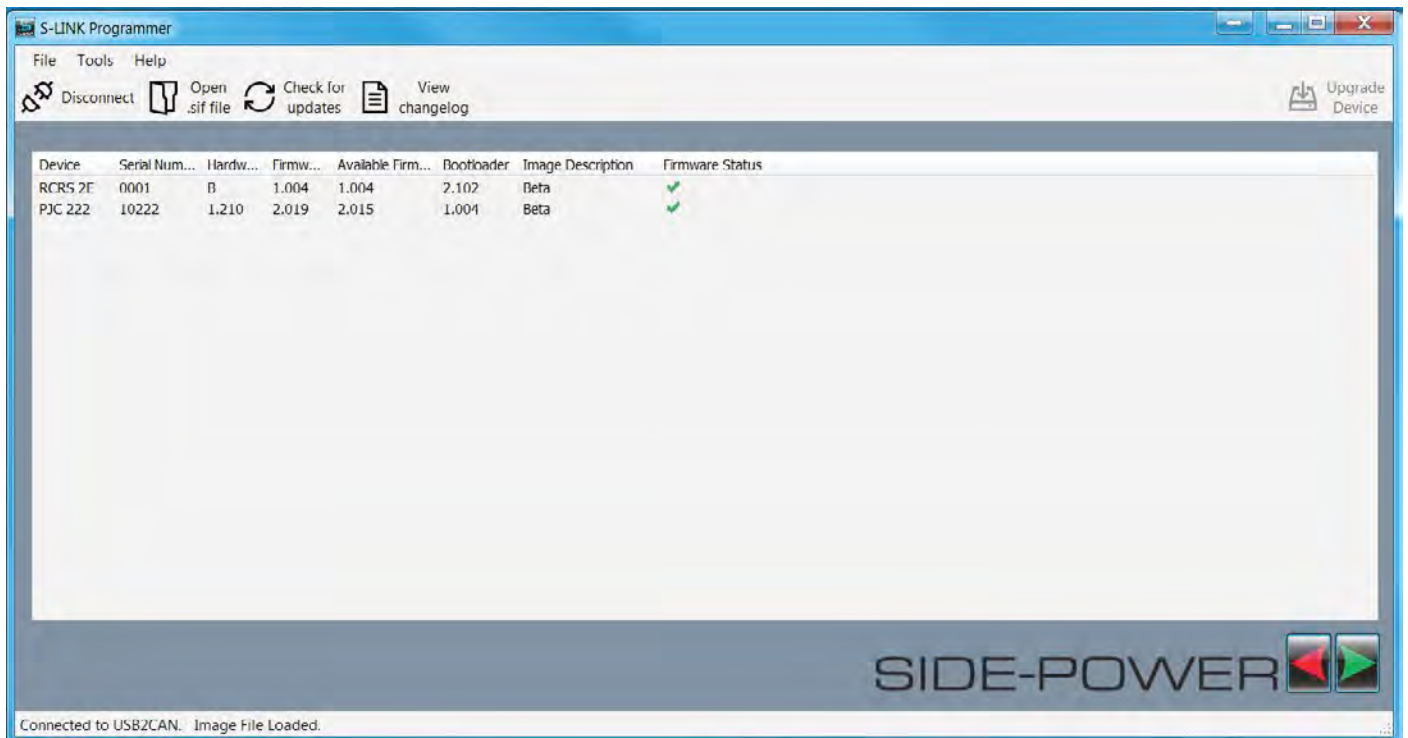 S-LINK Programmer
File Tools Help
Disconnect Open .sif file Check for updates View changelog Upgrade Device
Device Serial Num... Hardw... Firmw... Available Firm... Bootloader Image Description Firmware Status
RCRS 2E 0001 B 1.004 1.004 2.102 Beta
PJC 222 10222 1.210 2.019 2.015 1.004 Beta
SIDE-POWER
Connected to USB2CAN. Image File Loaded.